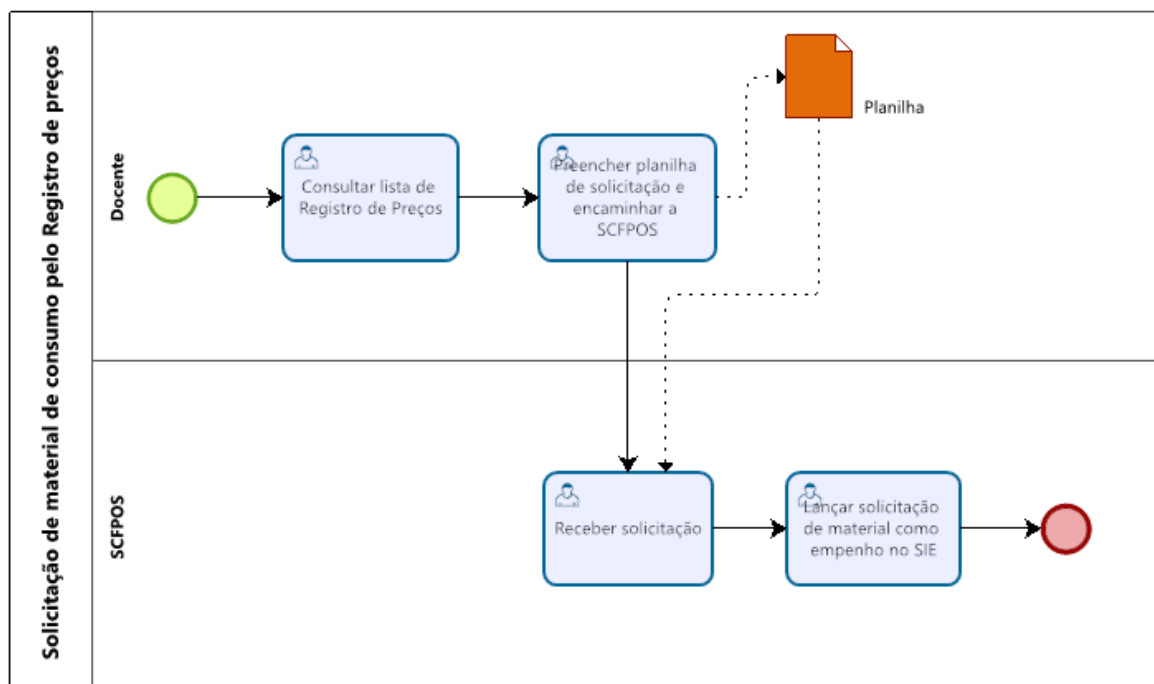 Solicitação de material de consumo pelo Registro de preços
Docente
Consultar lista de
Registro de Preços
Preencher planilha
de solicitação e
encaminhar a
SCFPOS
Planilha
SCFPOS
Receber solicitação
Lançar solicitação
de material como
empenho no SIE